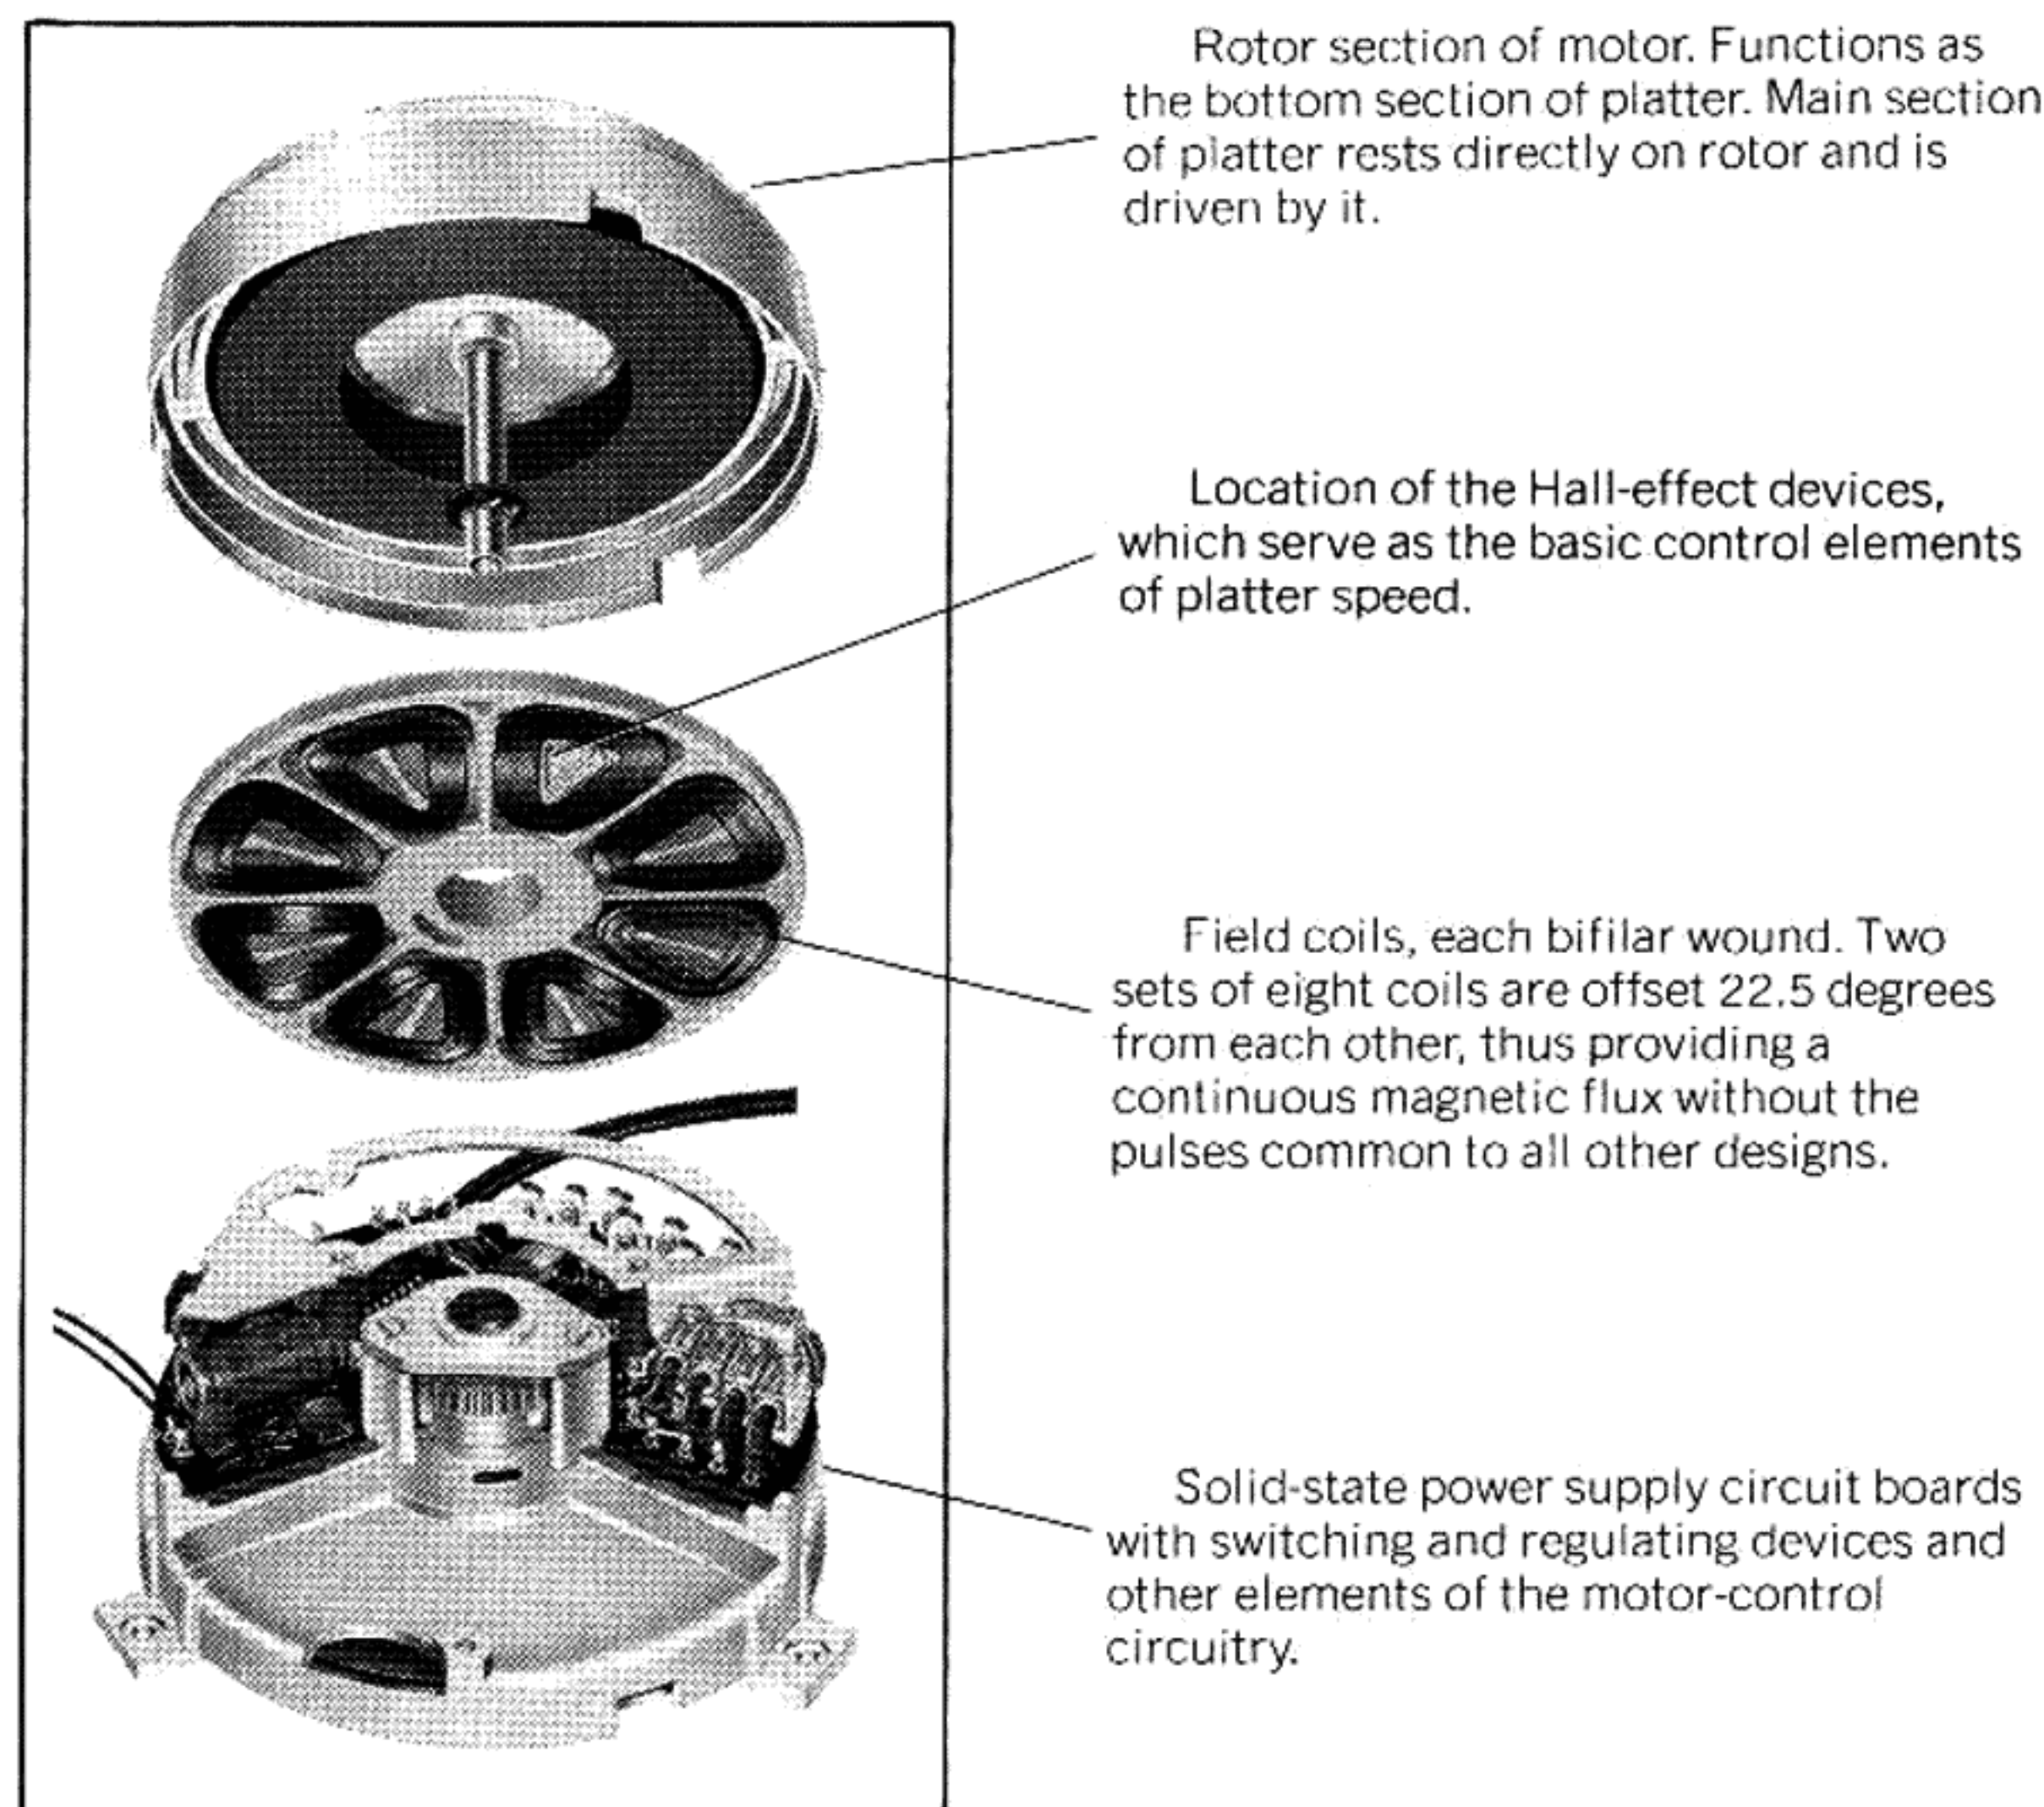 Rotor section of motor. Functions as
the bottom section of platter. Main section
of platter rests directly on rotor and is
driven by it.
Location of the Hall-effect devices,
which serve as the basic control elements
of platter speed.
Field coils, each bifilar wound. Two
sets of eight coils are offset 22.5 degrees
from each other, thus providing a
continuous magnetic flux without the
pulses common to all other designs.
Solid-state power supply circuit boards
with switching and regulating devices and
other elements of the motor-control
circuitry.